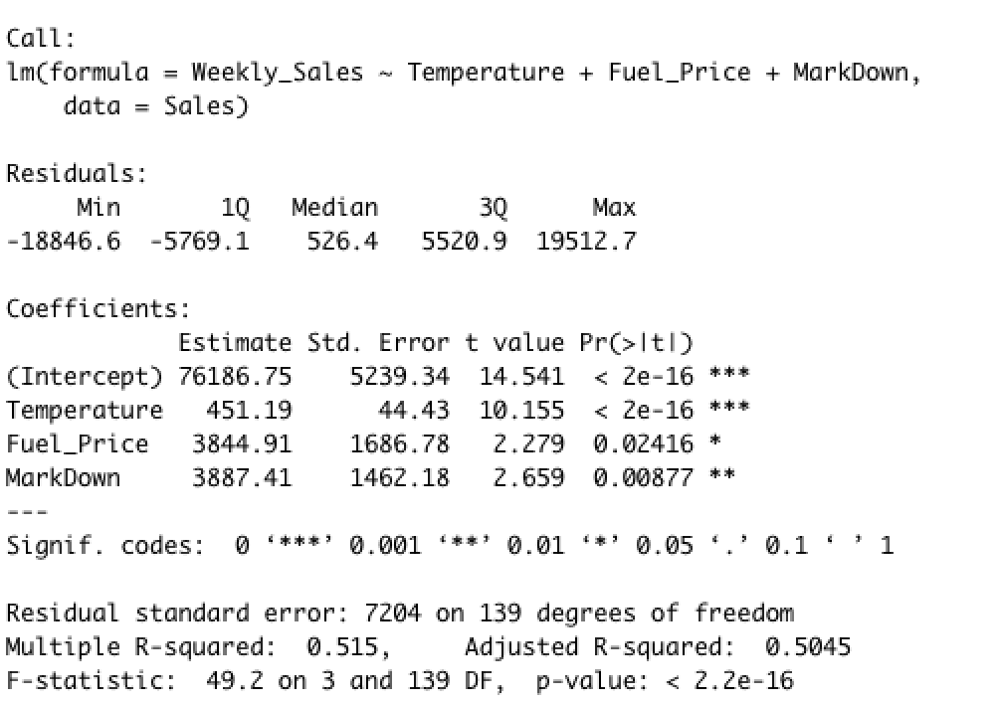 Call:
lm(formula = Weekly_Sales ~ Temperature + Fuel_Price + MarkDown,
    data = Sales)

Residuals:
     Min       1Q   Median       3Q      Max
-18846.6  -5769.1    526.4   5520.9  19512.7

Coefficients:
            Estimate Std. Error t value Pr(>|t|)
(Intercept) 76186.75    5239.34  14.541  < 2e-16 ***
Temperature   451.19      44.43  10.155  < 2e-16 ***
Fuel_Price   3844.91    1686.78   2.279  0.02416 *
MarkDown     3887.41    1462.18   2.659  0.00877 **
---
Signif. codes:  0 ‘***’ 0.001 ‘**’ 0.01 ‘*’ 0.05 ‘.’ 0.1 ‘ ’ 1

Residual standard error: 7204 on 139 degrees of freedom
Multiple R-squared:  0.515,     Adjusted R-squared:  0.5045
F-statistic:  49.2 on 3 and 139 DF,  p-value: < 2.2e-16